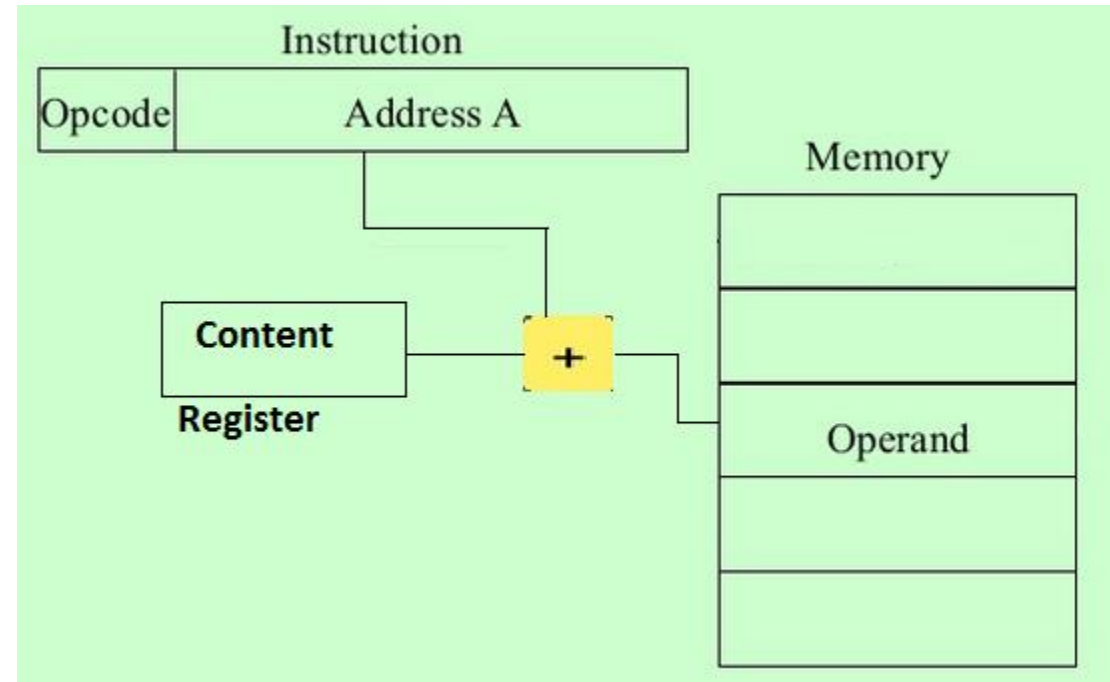 Instruction
Opcode Address A
Memory
Content
+
Register
Operand